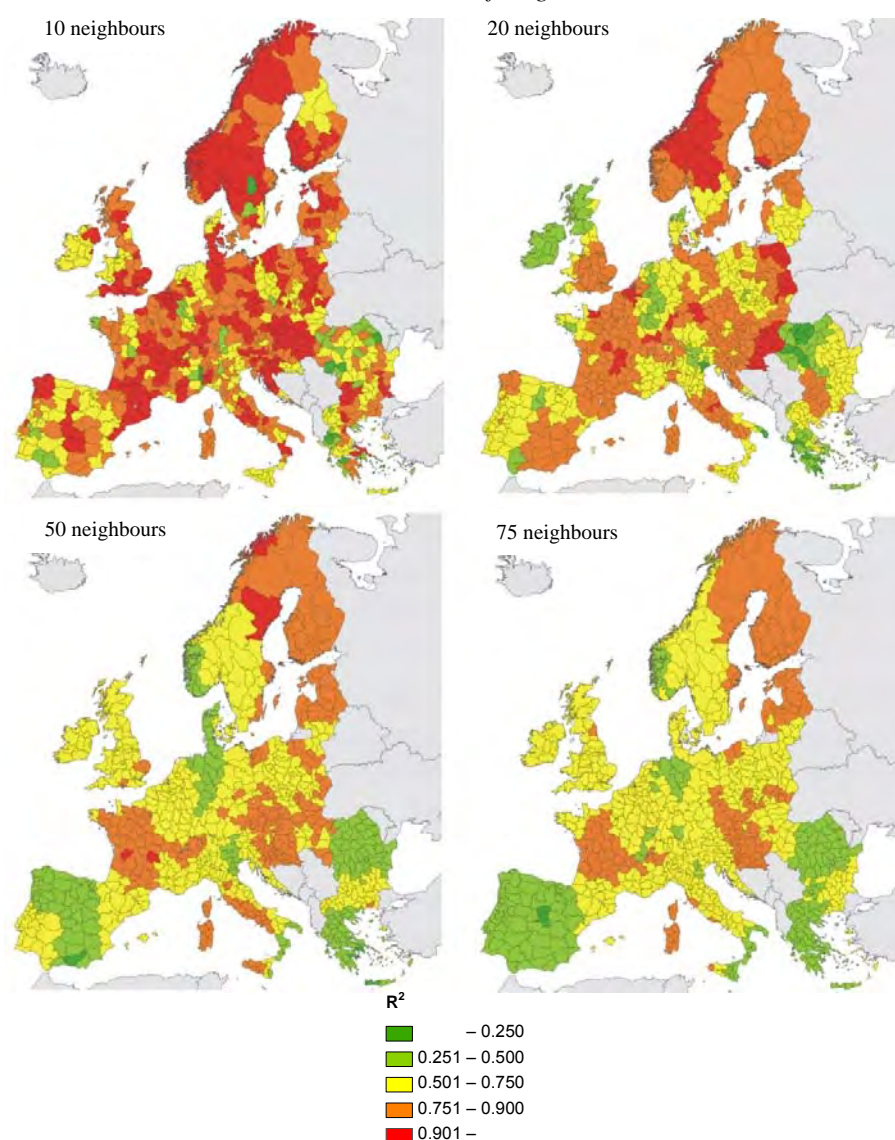 10 neighbours
20 neighbours
50 neighbours
75 neighbours
R²
– 0.250
0.251 – 0.500
0.501 – 0.750
0.751 – 0.900
0.901 –